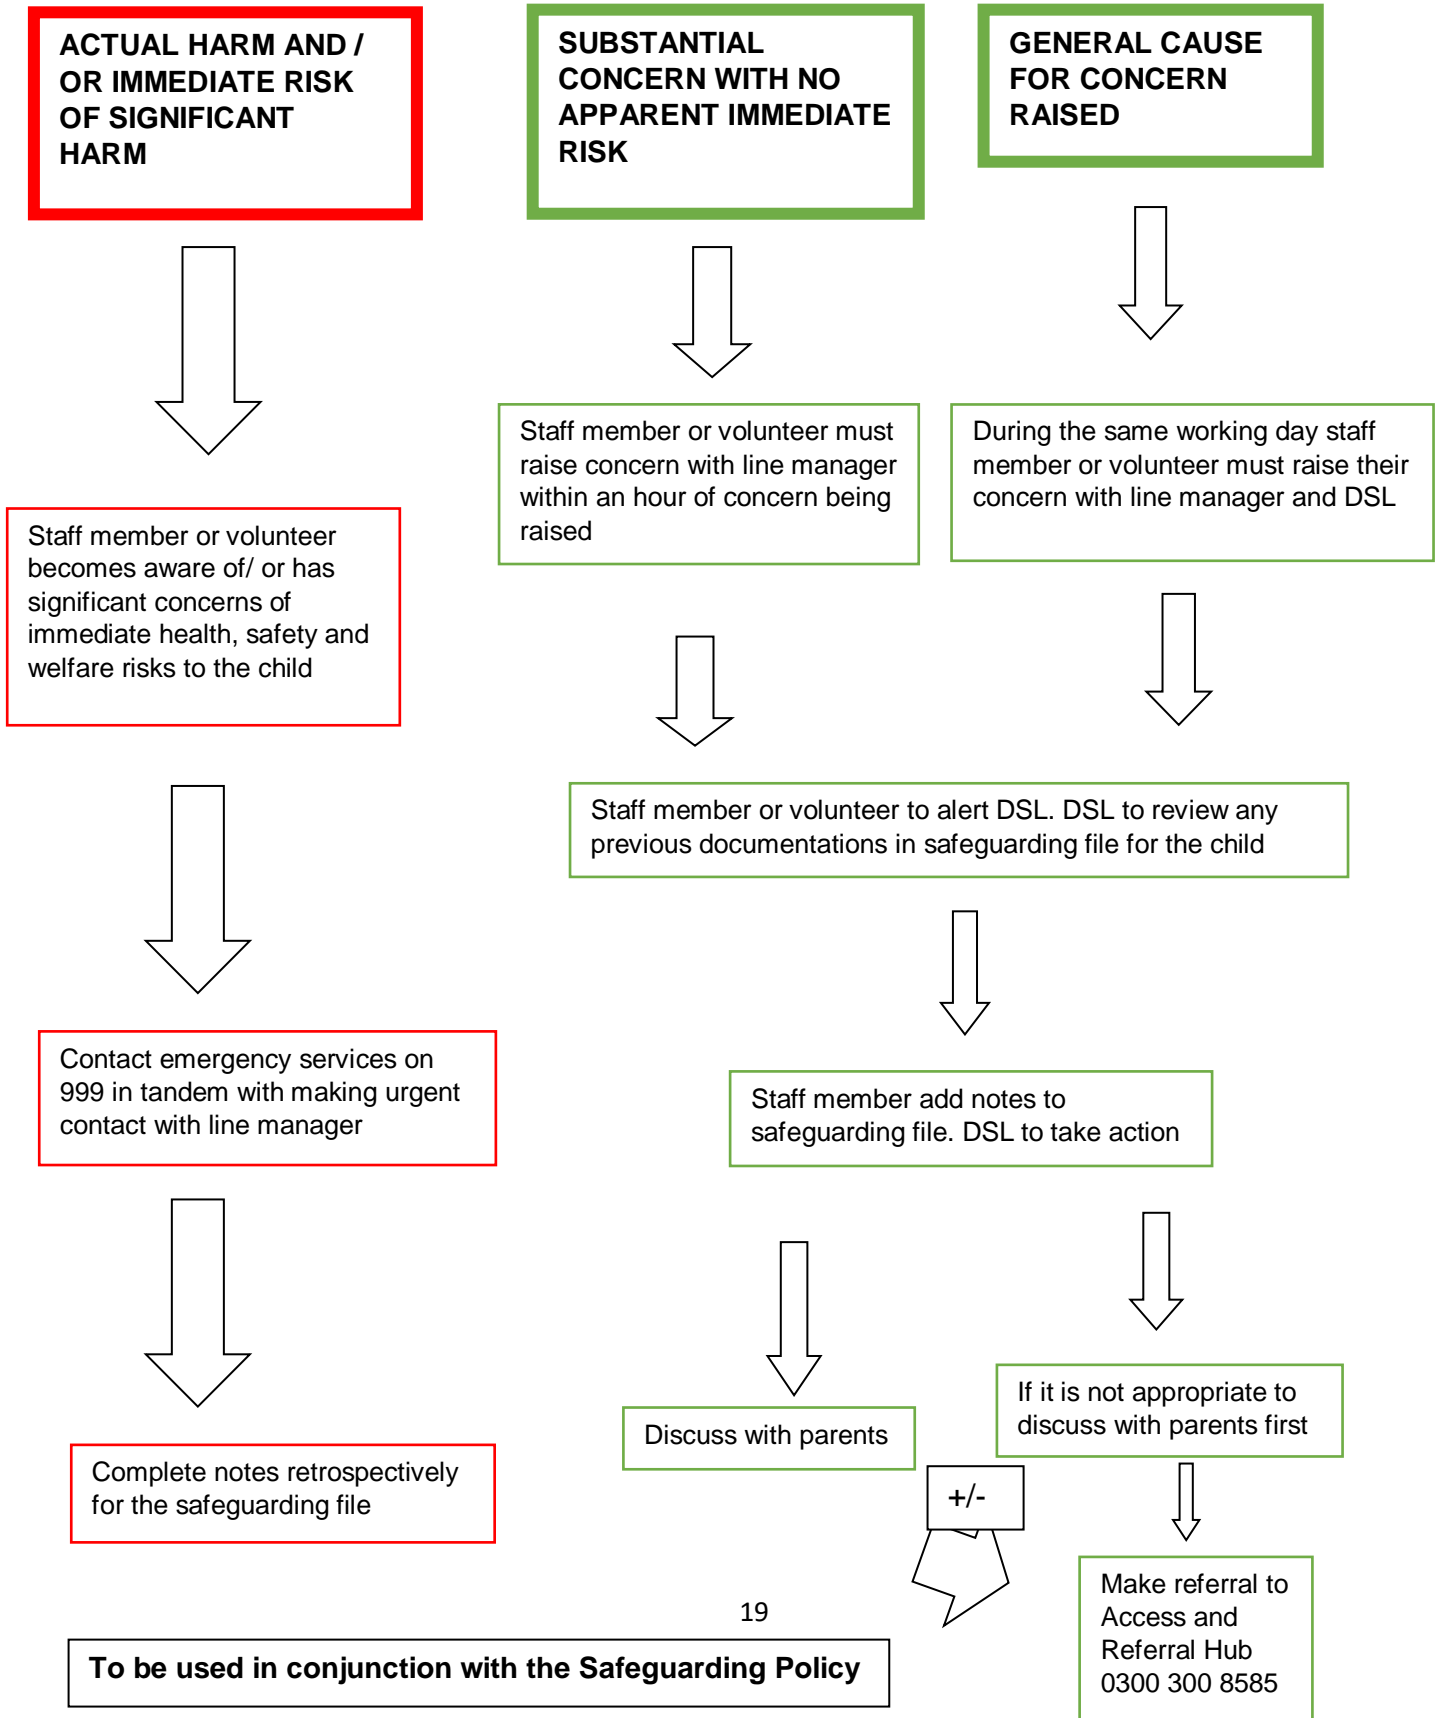 ACTUAL HARM AND /
OR IMMEDIATE RISK
OF SIGNIFICANT
HARM
SUBSTANTIAL
CONCERN WITH NO
APPARENT IMMEDIATE
RISK
GENERAL CAUSE
FOR CONCERN
RAISED
Staff member or volunteer
becomes aware of/ or has
significant concerns of
immediate health, safety and
welfare risks to the child
Staff member or volunteer must
raise concern with line manager
within an hour of concern being
raised
During the same working day staff
member or volunteer must raise their
concern with line manager and DSL
Staff member or volunteer to alert DSL. DSL to review any
previous documentations in safeguarding file for the child
Contact emergency services on
999 in tandem with making urgent
contact with line manager
Staff member add notes to
safeguarding file. DSL to take action
Complete notes retrospectively
for the safeguarding file
Discuss with parents
If it is not appropriate to
discuss with parents first
+/-
Make referral to
Access and
Referral Hub
0300 300 8585
19
To be used in conjunction with the Safeguarding Policy